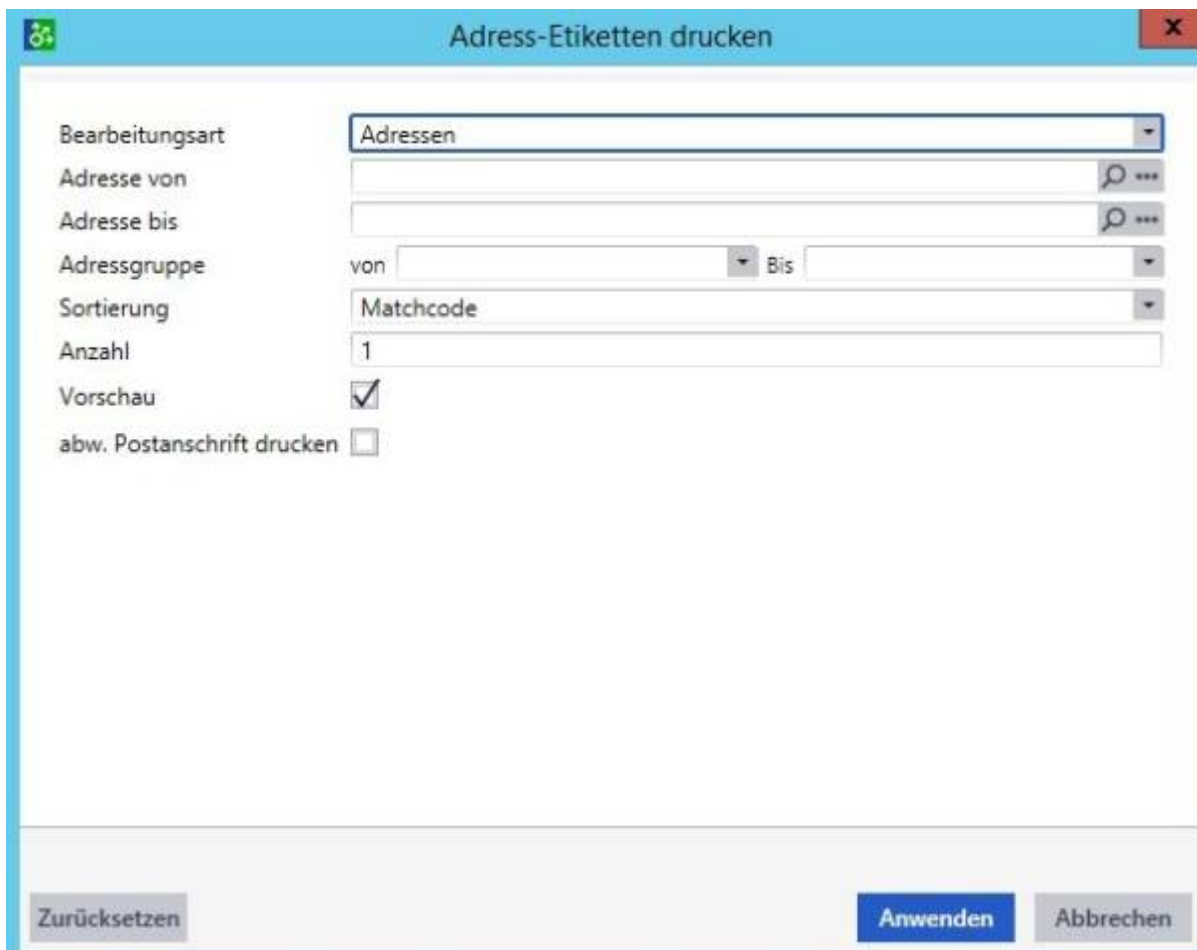 Adress-Etiketten drucken
x
Bearbeitungsart Adressen
Adresse von
Adresse bis
Adressgruppe von Bis
Sortierung Matchcode
Anzahl 1
Vorschau
abw. Postanschrift drucken
Zurücksetzen Anwenden Abbrechen